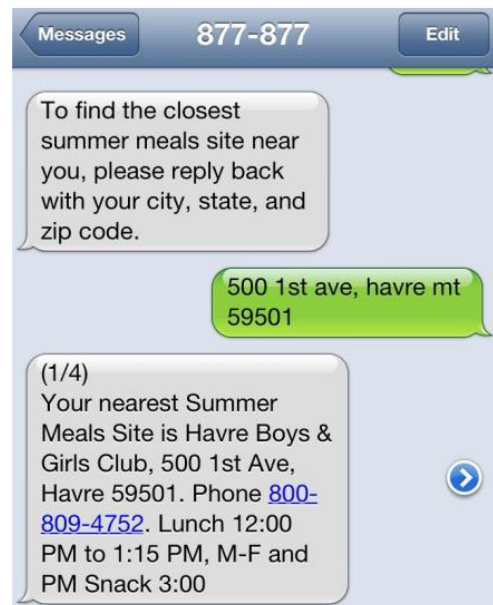 Messages
877-877
Edit
To find the closest
summer meals site near
you, please reply back
with your city, state, and
zip code.
500 1st ave, havre mt
59501
(1/4)
Your nearest Summer
Meals Site is Havre Boys &
Girls Club, 500 1st Ave,
Havre 59501. Phone 800-
809-4752. Lunch 12:00
PM to 1:15 PM, M-F and
PM Snack 3:00